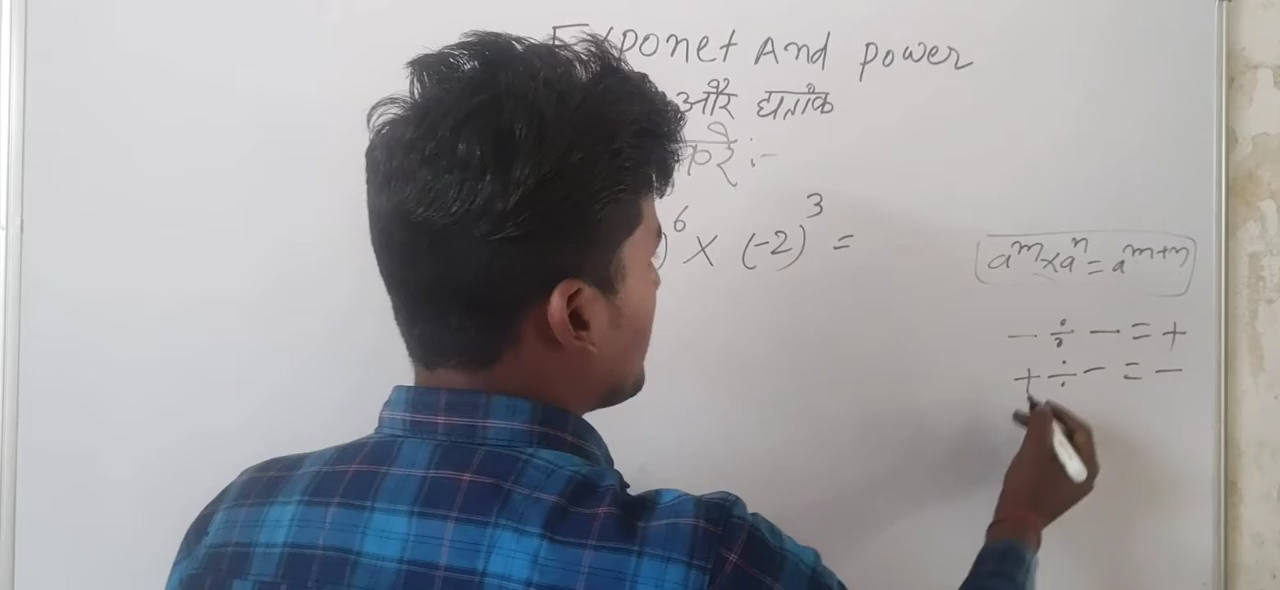 Exponet And power
और घातांक
करे :-
)⁶ × (-2)³ =
aᵐ×aⁿ = aᵐ⁺ⁿ
− ÷ − = +
+ ÷ − = −